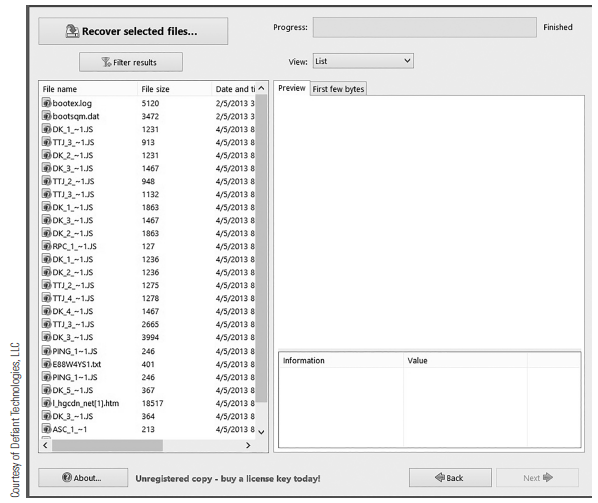 Recover selected files...
Progress:
Finished
Filter results
View: List
File name File size Date and ti
bootex.log 5120 2/5/2013 3
bootsqm.dat 3472 2/5/2013 3
DK_1_~1.JS 1231 4/5/2013 8
TTJ_3_~1.JS 913 4/5/2013 8
DK_2_~1.JS 1231 4/5/2013 8
DK_3_~1.JS 1467 4/5/2013 8
TTJ_2_~1.JS 948 4/5/2013 8
TTJ_3_~1.JS 1132 4/5/2013 8
DK_1_~1.JS 1863 4/5/2013 8
DK_3_~1.JS 1467 4/5/2013 8
DK_2_~1.JS 1863 4/5/2013 8
RPC_1_~1.JS 127 4/5/2013 8
DK_1_~1.JS 1236 4/5/2013 8
DK_2_~1.JS 1236 4/5/2013 8
TTJ_2_~1.JS 1275 4/5/2013 8
TTJ_4_~1.JS 1278 4/5/2013 8
DK_4_~1.JS 1467 4/5/2013 8
TTJ_3_~1.JS 2665 4/5/2013 8
DK_3_~1.JS 3994 4/5/2013 8
PING_1~1.JS 246 4/5/2013 8
E88W4YS1.txt 401 4/5/2013 8
PING_1~1.JS 246 4/5/2013 8
DK_5_~1.JS 367 4/5/2013 8
l_hgcdn_net[1].htm 18517 4/5/2013 8
DK_3_~1.JS 364 4/5/2013 8
ASC_1_~1 213 4/5/2013 8
Preview First few bytes
Information Value
About...
Unregistered copy - buy a license key today!
Back
Next
Courtesy of Defiant Technologies, LLC